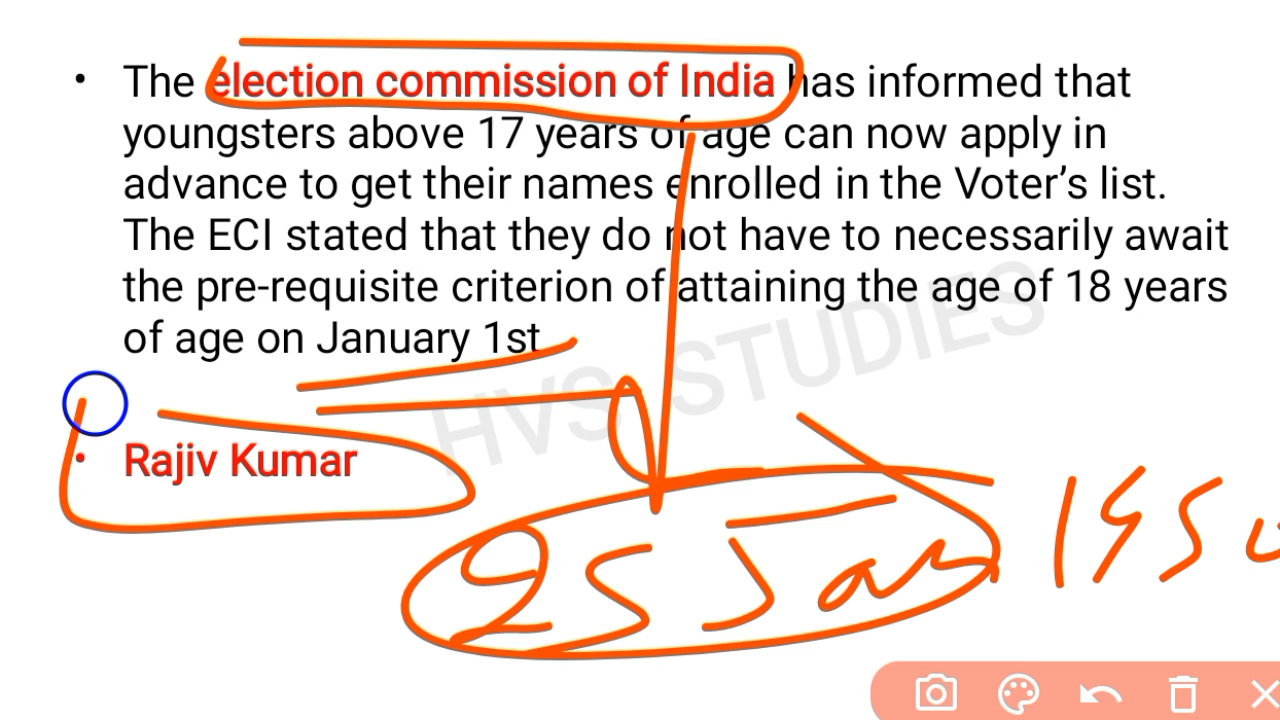 • The election commission of India has informed that
youngsters above 17 years of age can now apply in
advance to get their names enrolled in the Voter's list.
The ECI stated that they do not have to necessarily await
the pre-requisite criterion of attaining the age of 18 years
of age on January 1st
HVS STUDIES
• Rajiv Kumar
25 Jan 1950